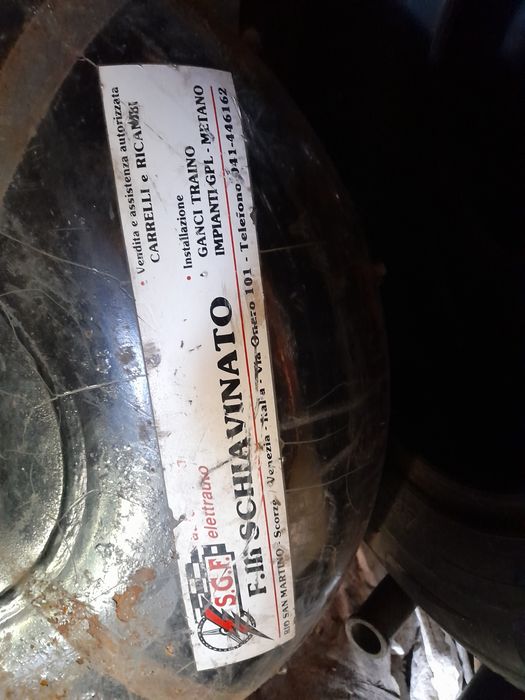 S.G.F.
elettrauto
F.lli SCHIAVINATO
• Vendita e assistenza autorizzata
CARRELLI e RICAMBI
• Installazione
GANCI TRAINO
IMPIANTI GPL - METANO
RIO SAN MARTINO - Scorzè Venezia - Italia - Via 101 - Telefono 041-446162